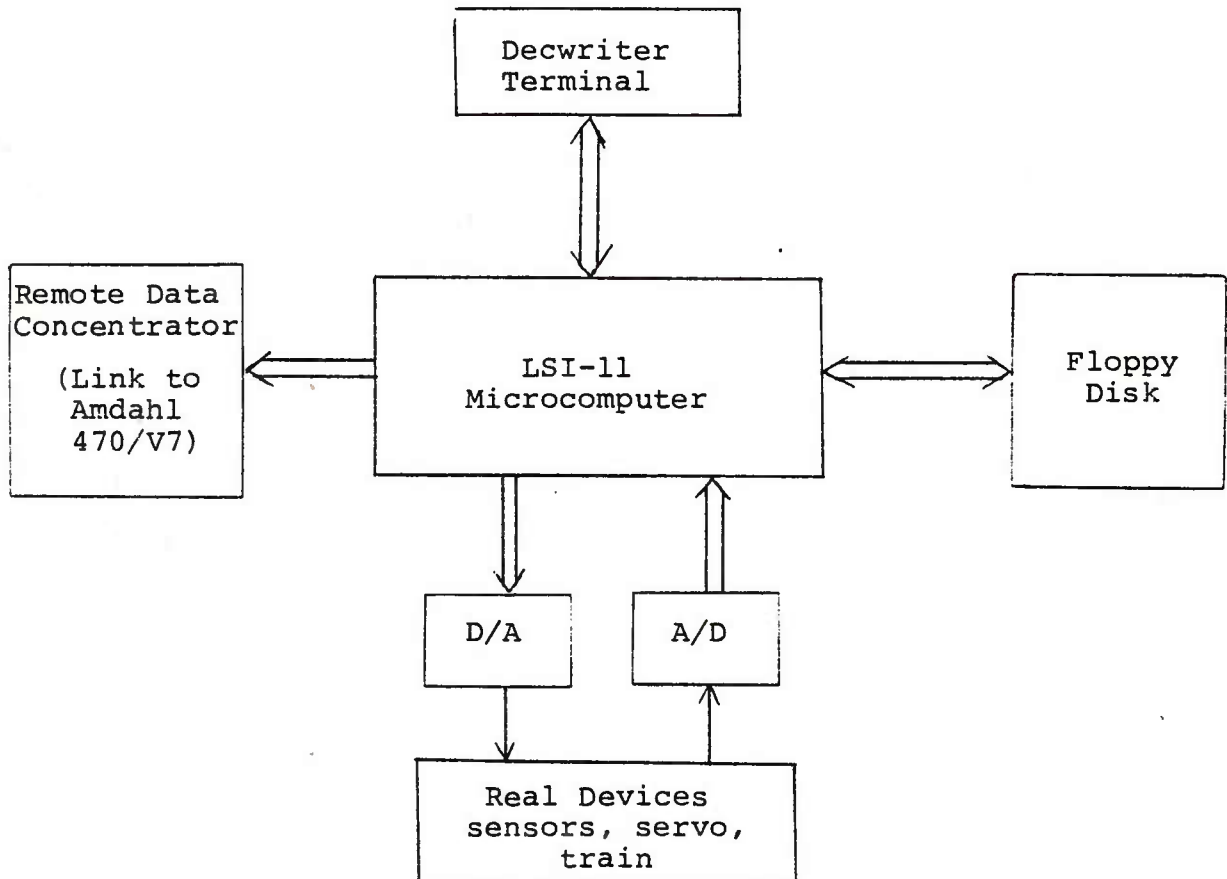 Decwriter
Terminal
Remote Data
Concentrator
(Link to
Amdahl
470/V7)
LSI-11
Microcomputer
Floppy
Disk
D/A
A/D
Real Devices
sensors, servo,
train